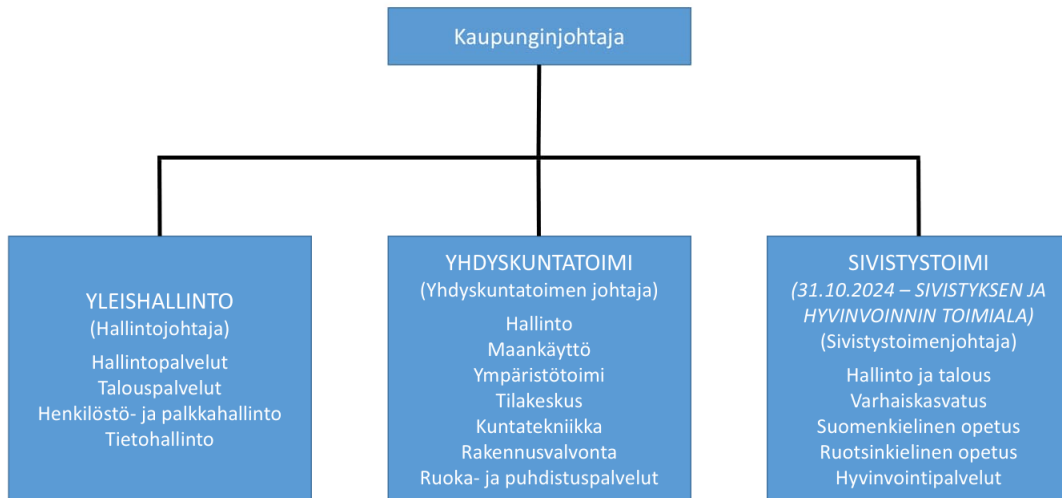 Kaupunginjohtaja
YLEISHALLINTO
(Hallintojohtaja)
Hallintopalvelut
Talouspalvelut
Henkilöstö- ja palkkahallinto
Tietohallinto
YHDYSKUNTATOIMI
(Yhdyskuntatoimen johtaja)
Hallinto
Maankäyttö
Ympäristötoimi
Tilakeskus
Kuntatekniikka
Rakennusvalvonta
Ruoka- ja puhdistuspalvelut
SIVISTYSTOIMI
(31.10.2024 – SIVISTYKSEN JA
HYVINVOINNIN TOIMIALA)
(Sivistystoimenjohtaja)
Hallinto ja talous
Varhaiskasvatus
Suomenkielinen opetus
Ruotsinkielinen opetus
Hyvinvointipalvelut